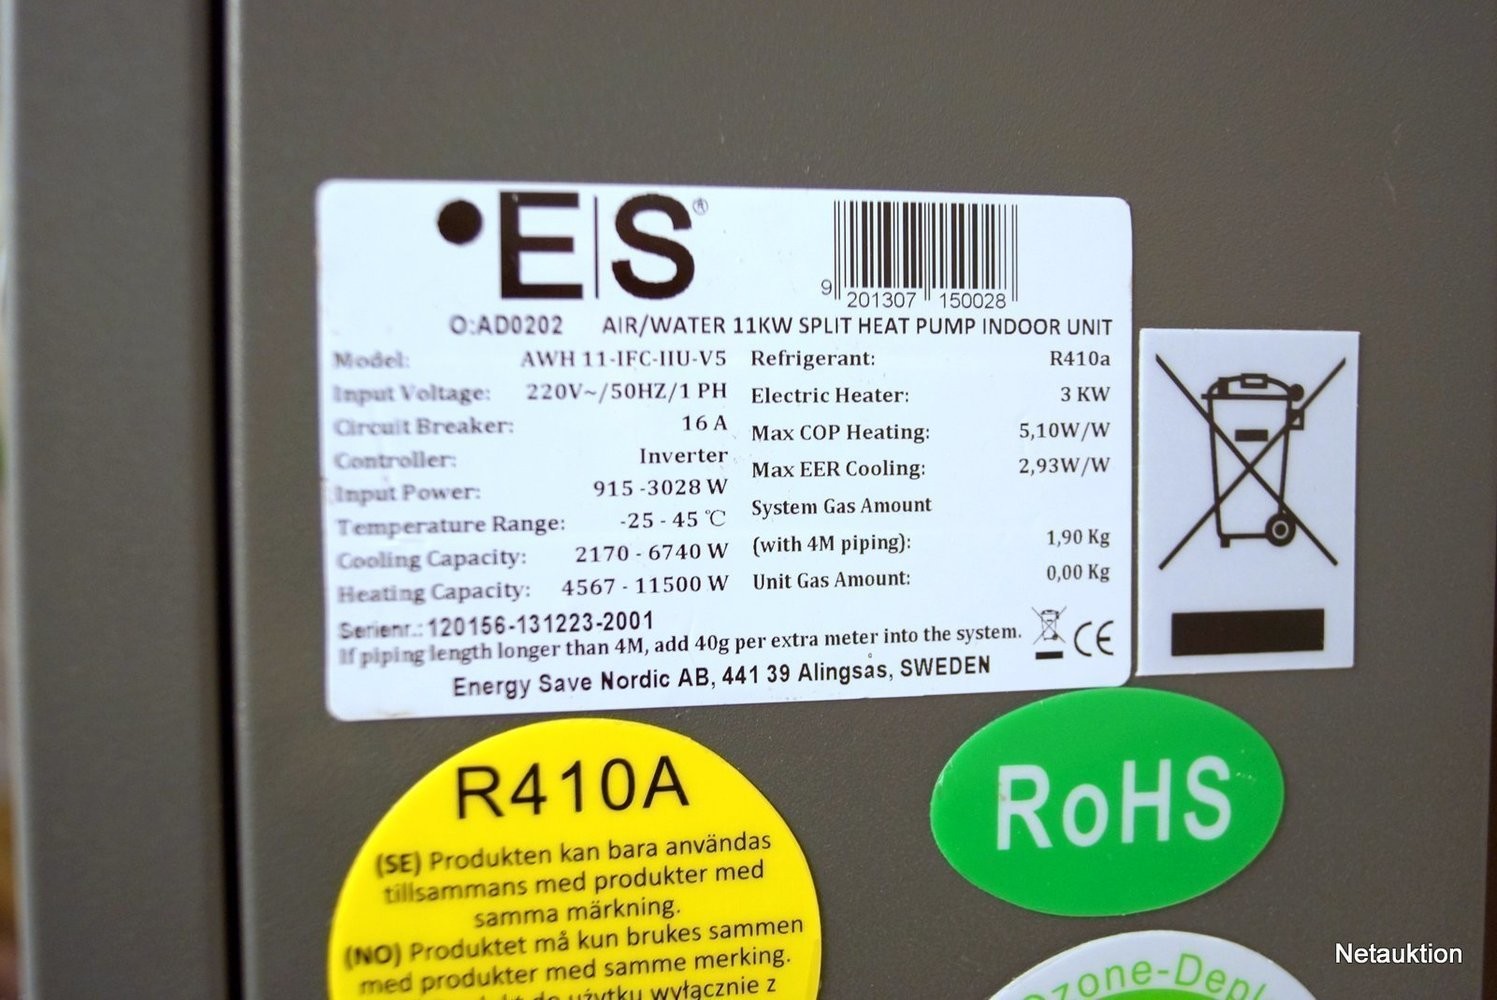 •E|S®
9 201307 150028
O:AD0202 AIR/WATER 11KW SPLIT HEAT PUMP INDOOR UNIT
Model: AWH 11-IFC-IIU-V5
Input Voltage: 220V~/50HZ/1 PH
Circuit Breaker: 16 A
Controller: Inverter
Input Power: 915 -3028 W
Temperature Range: -25 - 45 ℃
Cooling Capacity: 2170 - 6740 W
Heating Capacity: 4567 - 11500 W
Refrigerant: R410a
Electric Heater: 3 KW
Max COP Heating: 5,10W/W
Max EER Cooling: 2,93W/W
System Gas Amount
(with 4M piping): 1,90 Kg
Unit Gas Amount: 0,00 Kg
Serienr.: 120156-131223-2001
If piping length longer than 4M, add 40g per extra meter into the system.
CE
Energy Save Nordic AB, 441 39 Alingsås, SWEDEN
R410A
(SE) Produkten kan bara användas
tillsammans med produkter med
samma märkning.
(NO) Produktet må kun brukes sammen
med produkter med samme merking.
do użytku wyłącznie z
RoHS
Ozone-Depl
Netauktion